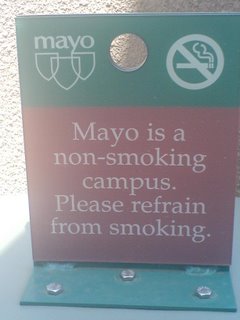 mayo
Mayo is a
non-smoking
campus.
Please refrain
from smoking.